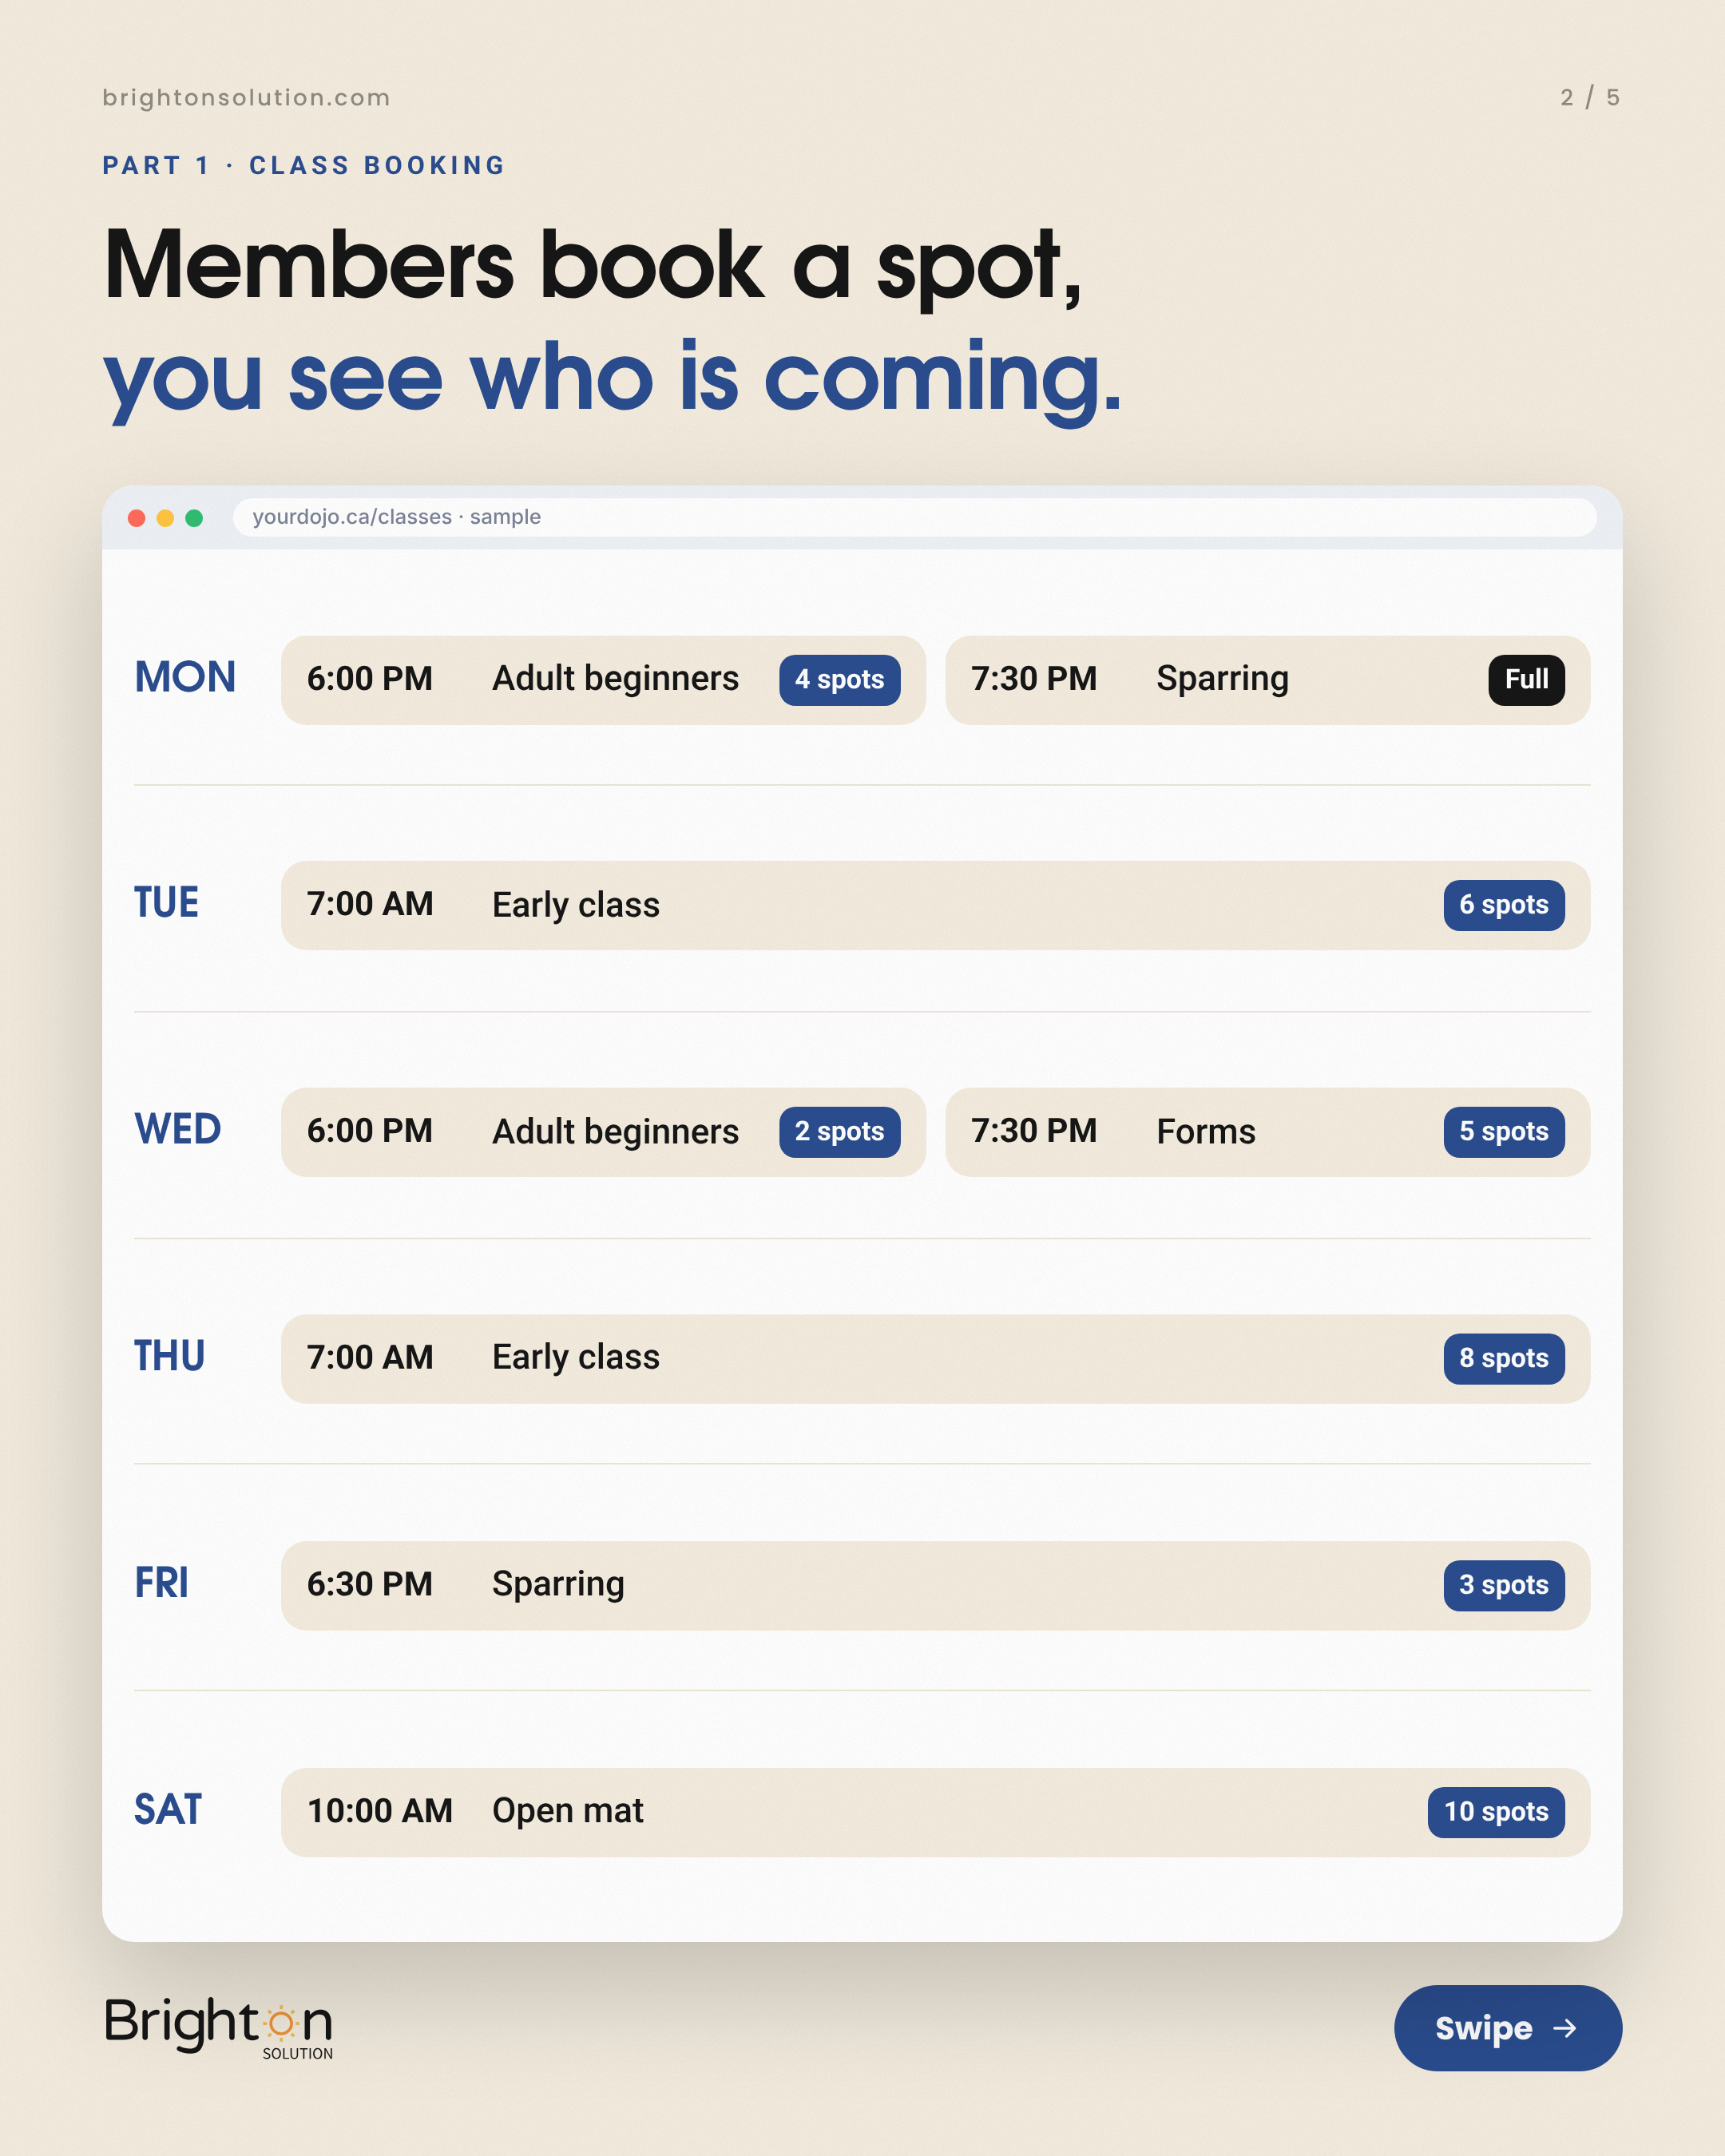 brightonsolution.com
2 / 5
PART 1 · CLASS BOOKING
Members book a spot,
you see who is coming.
yourdojo.ca/classes · sample
MON 6:00 PM Adult beginners 4 spots 7:30 PM Sparring Full
TUE 7:00 AM Early class 6 spots
WED 6:00 PM Adult beginners 2 spots 7:30 PM Forms 5 spots
THU 7:00 AM Early class 8 spots
FRI 6:30 PM Sparring 3 spots
SAT 10:00 AM Open mat 10 spots
Brighton
SOLUTION
Swipe →